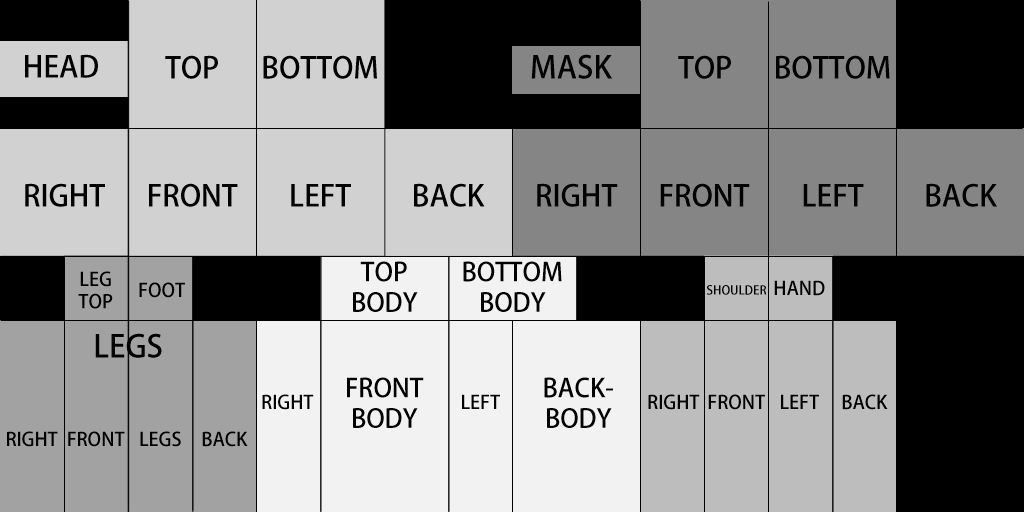 HEAD TOP BOTTOM MASK TOP BOTTOM
RIGHT FRONT LEFT BACK RIGHT FRONT LEFT BACK
LEG
TOP
FOOT
TOP
BODY
BOTTOM
BODY
SHOULDER HAND
LEGS
RIGHT FRONT LEGS BACK
RIGHT
FRONT
BODY
LEFT
BACK-
BODY
RIGHT FRONT LEFT BACK